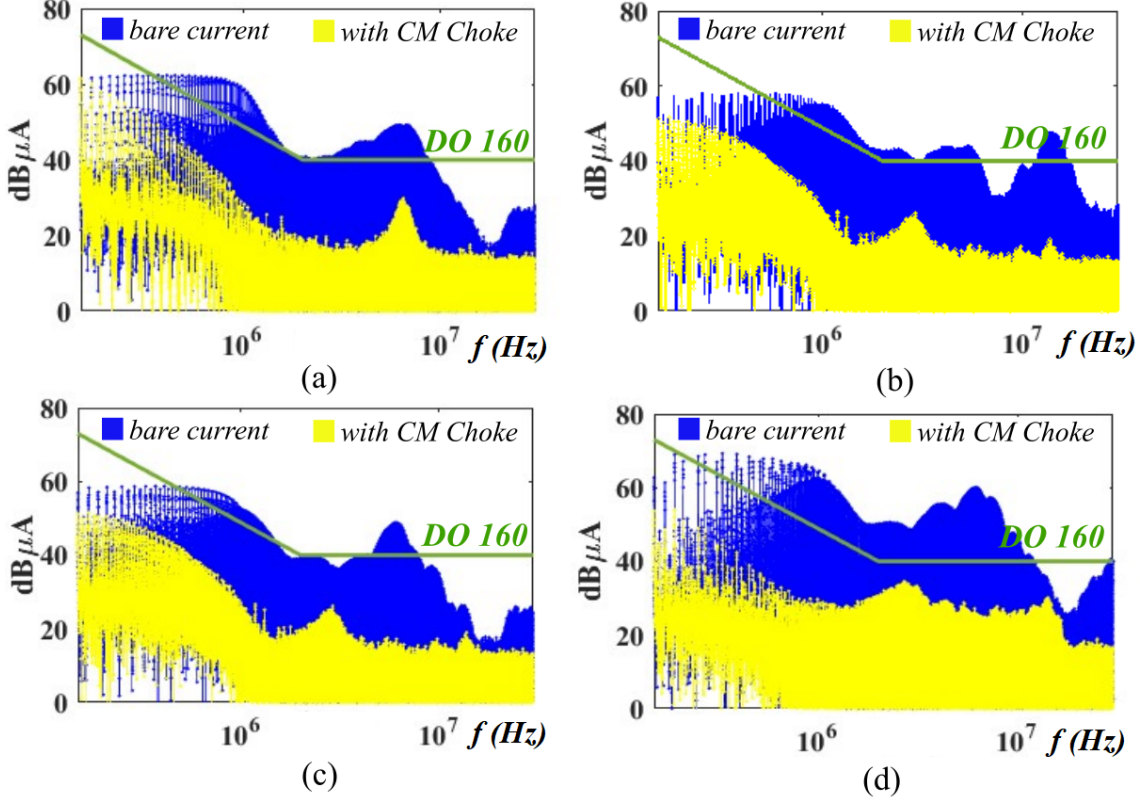 80
bare current with CM Choke
60
DO 160
40
dBμA
20
0
10^6 10^7 f (Hz)
(a)
80
bare current with CM Choke
60
DO 160
40
dBμA
20
0
10^6 10^7 f (Hz)
(b)
80
bare current with CM Choke
60
DO 160
40
dBμA
20
0
10^6 10^7 f (Hz)
(c)
80
bare current with CM Choke
60
DO 160
40
dBμA
20
0
10^6 10^7 f (Hz)
(d)